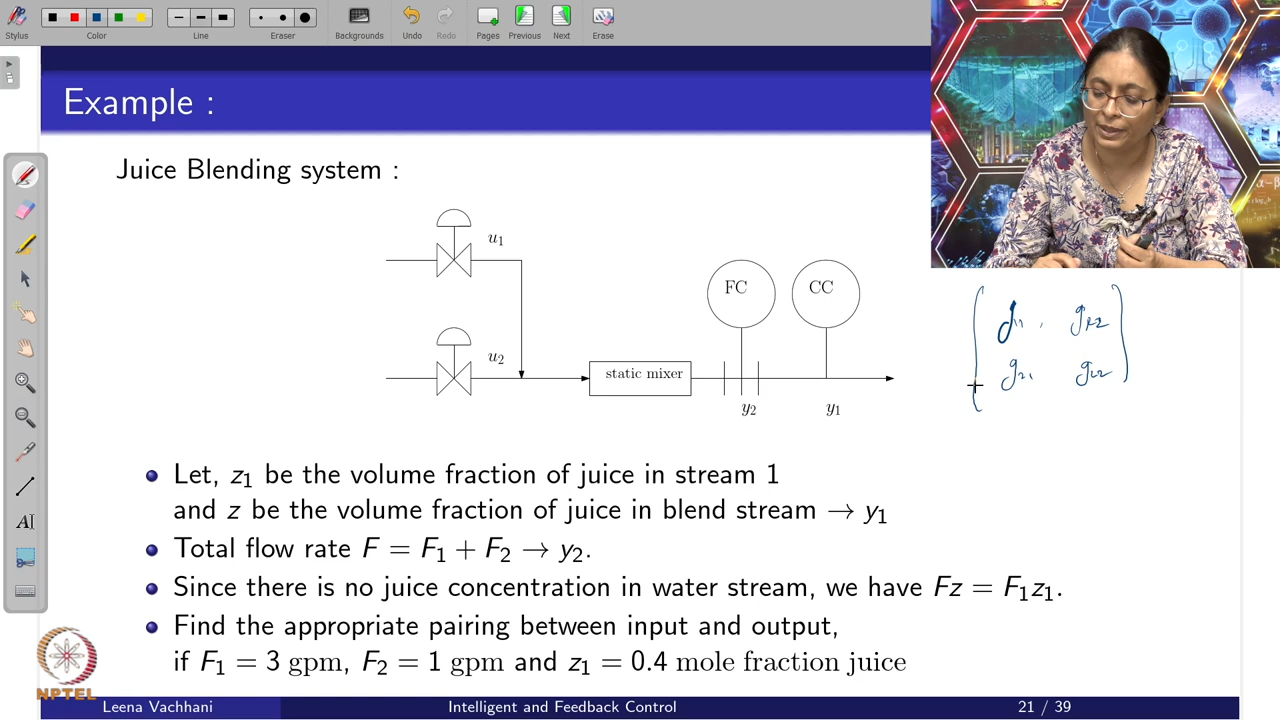 Stylus
Color
Line
Eraser
Backgrounds
Undo
Redo
Pages
Previous
Next
Erase
Example :
Juice Blending system :
u1
u2
static mixer
FC
CC
y2
y1
g11 g12
g21 g22
Let, z1 be the volume fraction of juice in stream 1
and z be the volume fraction of juice in blend stream → y1
Total flow rate F = F1 + F2 → y2.
Since there is no juice concentration in water stream, we have Fz = F1z1.
Find the appropriate pairing between input and output,
if F1 = 3 gpm, F2 = 1 gpm and z1 = 0.4 mole fraction juice
NPTEL
Leena Vachhani Intelligent and Feedback Control 21 / 39